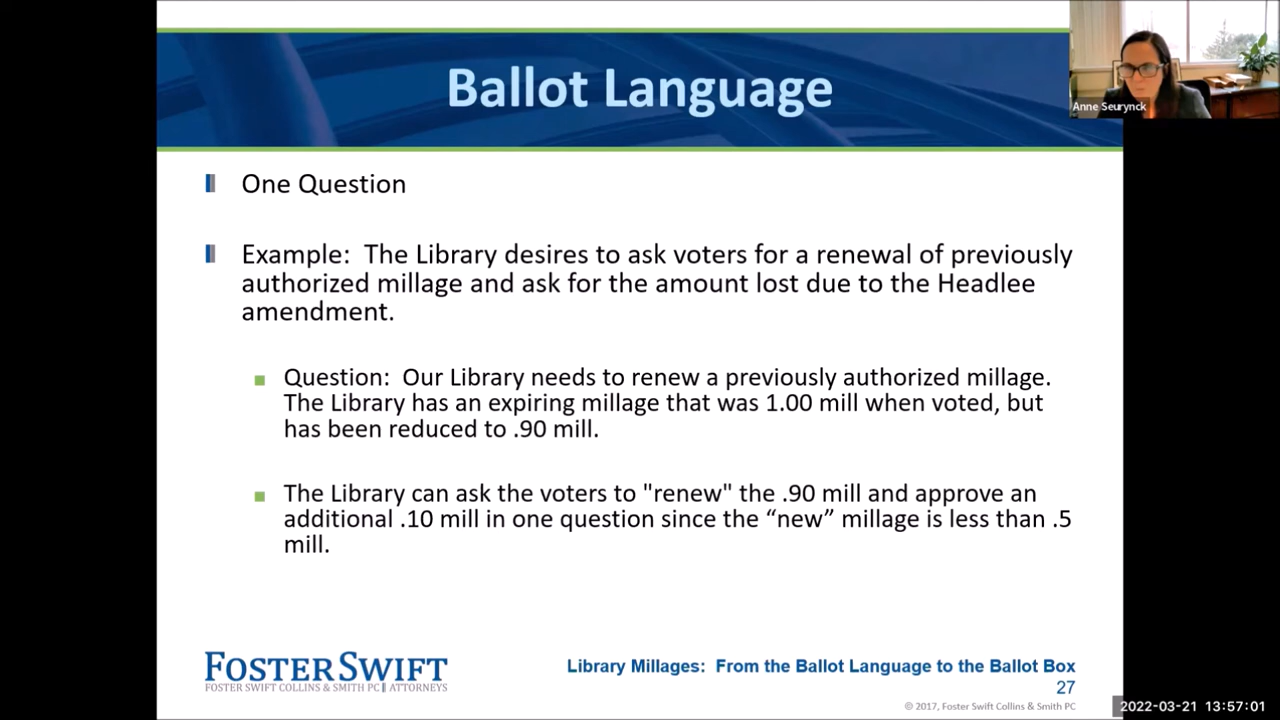 Ballot Language
Anne Seurynck
One Question
Example: The Library desires to ask voters for a renewal of previously
authorized millage and ask for the amount lost due to the Headlee
amendment.
Question: Our Library needs to renew a previously authorized millage.
The Library has an expiring millage that was 1.00 mill when voted, but
has been reduced to .90 mill.
The Library can ask the voters to "renew" the .90 mill and approve an
additional .10 mill in one question since the “new” millage is less than .5
mill.
FOSTER SWIFT
FOSTER SWIFT COLLINS & SMITH PC || ATTORNEYS
Library Millages: From the Ballot Language to the Ballot Box
27
© 2017, Foster Swift Collins & Smith PC
2022-03-21 13:57:01